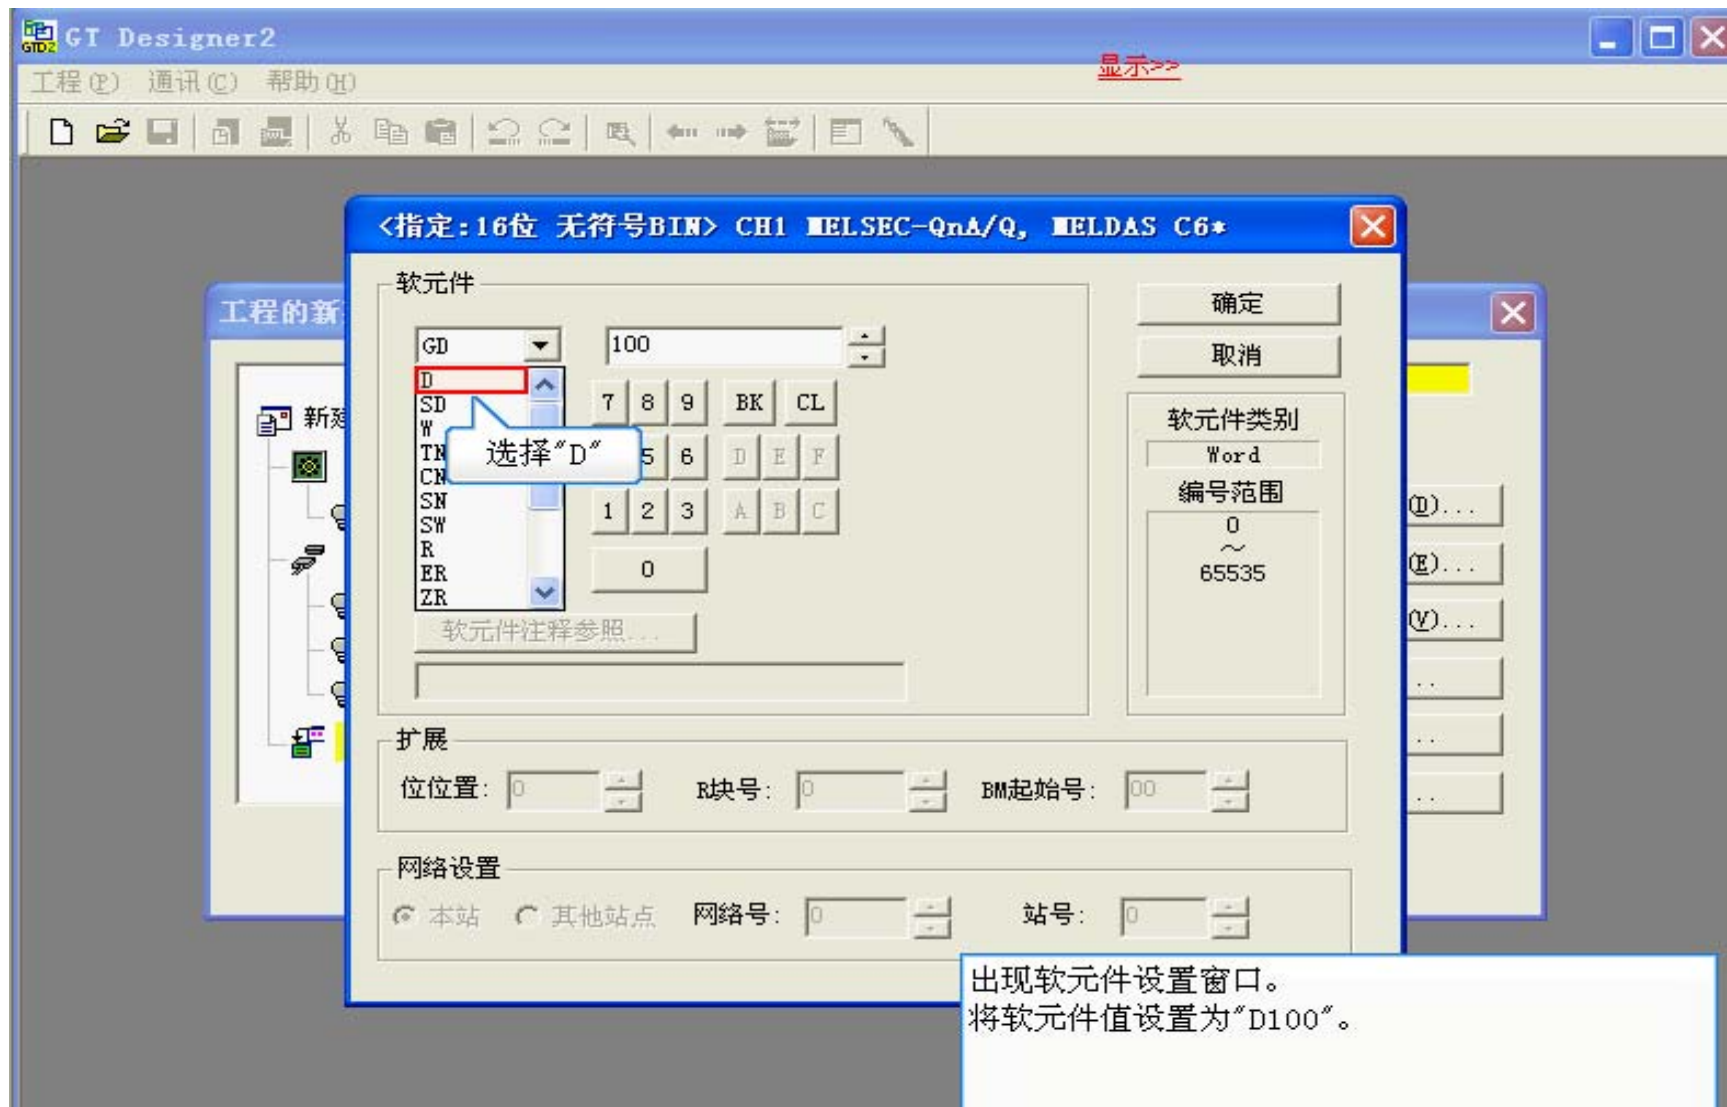 GT Designer2
显示>>
工程(P) 通讯(C) 帮助(H)
<指定:16位 无符号BIN> CH1 MELSEC-QnA/Q, MELDAS C6*
工程的新
软元件
确定
GD
100
取消
D
SD
W
TN
CN
SN
SW
R
ER
ZR
选择"D"
7 8 9 BK CL
5 6 D E F
1 2 3 A B C
0
软元件注释参照...
软元件类别
Word
编号范围
0
~
65535
新建
(D)...
(E)...
(V)...
..
..
..
扩展
位位置: 0 R块号: 0 BM起始号: 00
网络设置
本站 其他站点 网络号: 0 站号: 0
出现软元件设置窗口。
将软元件值设置为"D100"。